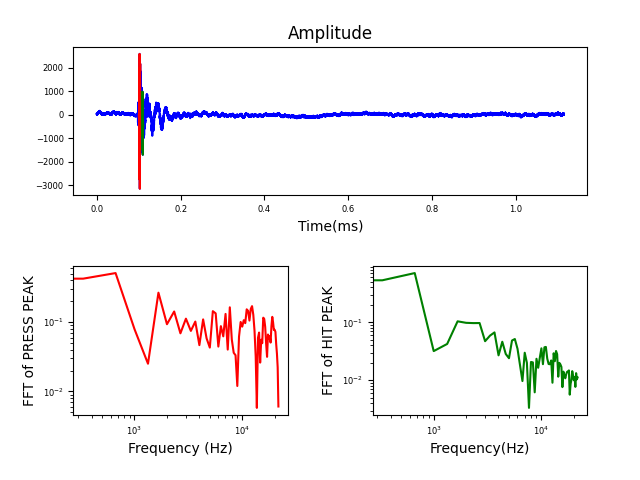 Amplitude
2000
1000
0
−1000
−2000
−3000
0.0 0.2 0.4 0.6 0.8 1.0
Time(ms)
FFT of PRESS PEAK
10⁻¹
10⁻²
10³ 10⁴
Frequency (Hz)
FFT of HIT PEAK
10⁻¹
10⁻²
10³ 10⁴
Frequency(Hz)